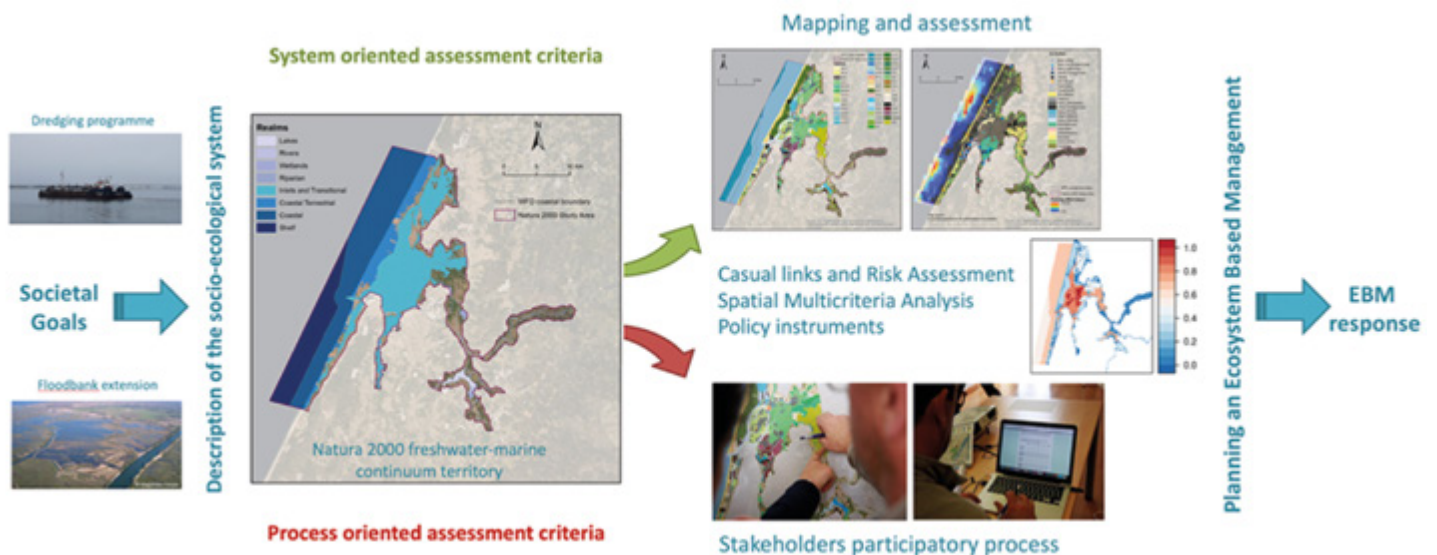 Mapping and assessment
System oriented assessment criteria
Dredging programme
Societal
Goals
Floodbank extension
Description of the socio-ecological system
Realms
Lakes
Rivers
Wetlands
Riparian
Inlets and Transitional
Coastal Terrestrial
Coastal
Shelf
N
WFD coastal boundary
Natura 2000 Study Area
Natura 2000 freshwater-marine
continuum territory
Process oriented assessment criteria
Casual links and Risk Assessment
Spatial Multicriteria Analysis
Policy instruments
1.0
0.8
0.6
0.4
0.2
0.0
Stakeholders participatory process
Planning an Ecosystem Based Management
EBM
response